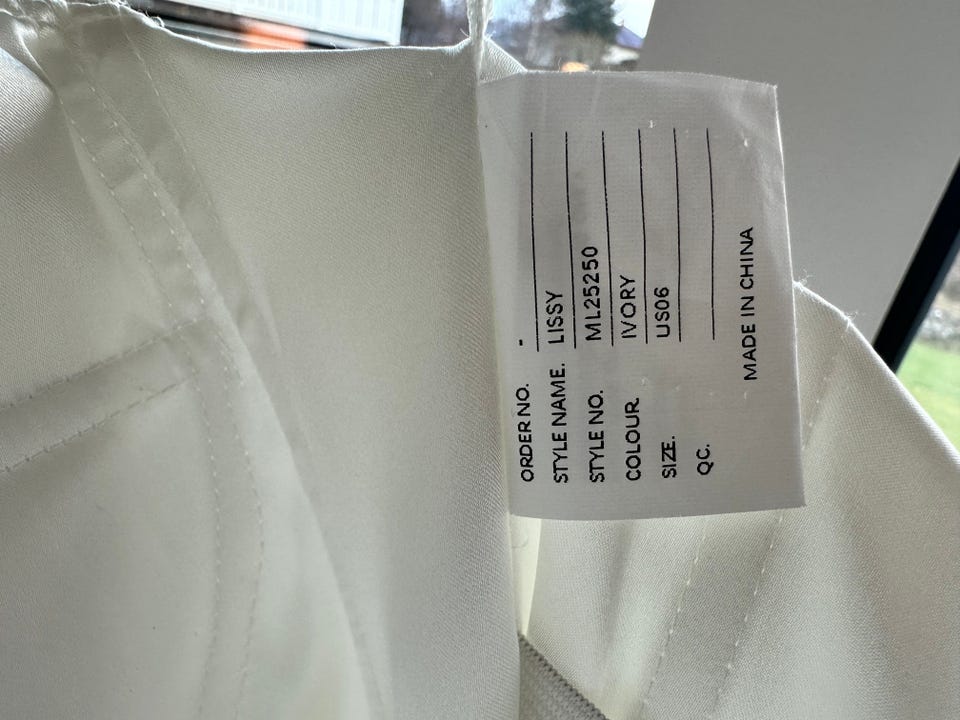 ORDER NO. -
STYLE NAME. LISSY
STYLE NO. ML25250
COLOUR. IVORY
SIZE. US06
QC.
MADE IN CHINA